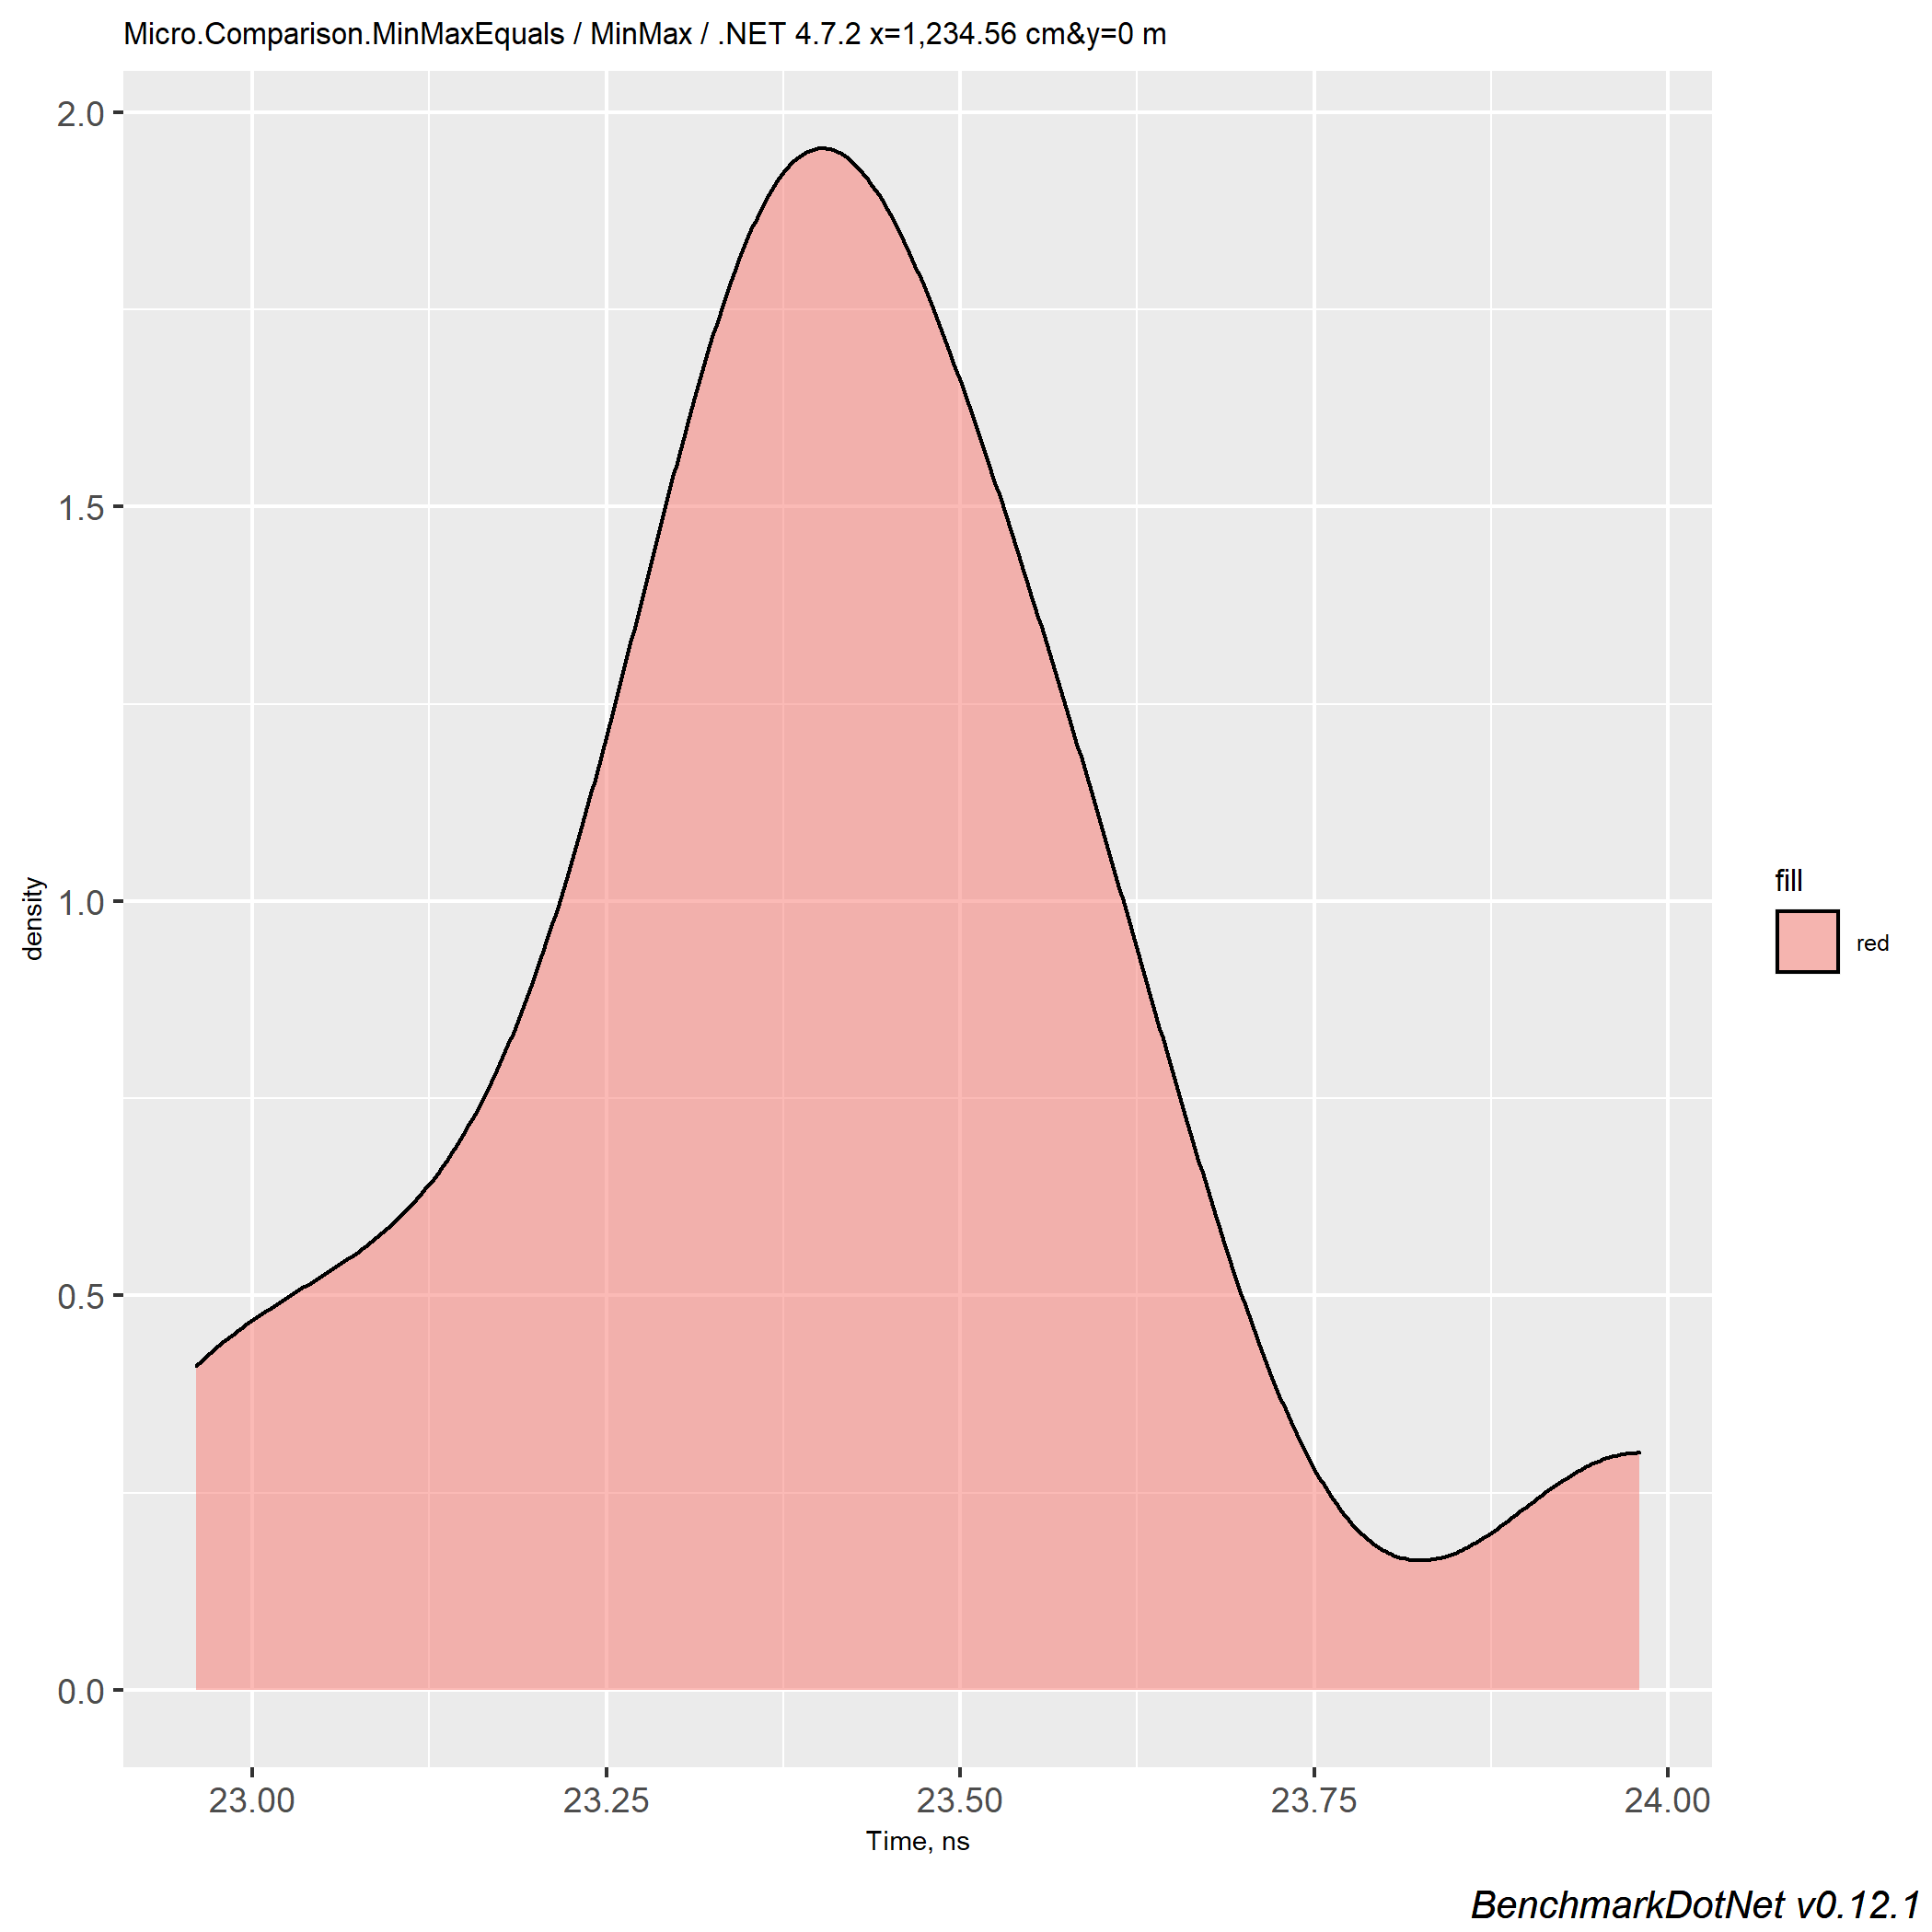 Micro.Comparison.MinMaxEquals / MinMax / .NET 4.7.2 x=1,234.56 cm&y=0 m
2.0
1.5
1.0
0.5
0.0
density
23.00 23.25 23.50 23.75 24.00
Time, ns
fill
red
BenchmarkDotNet v0.12.1